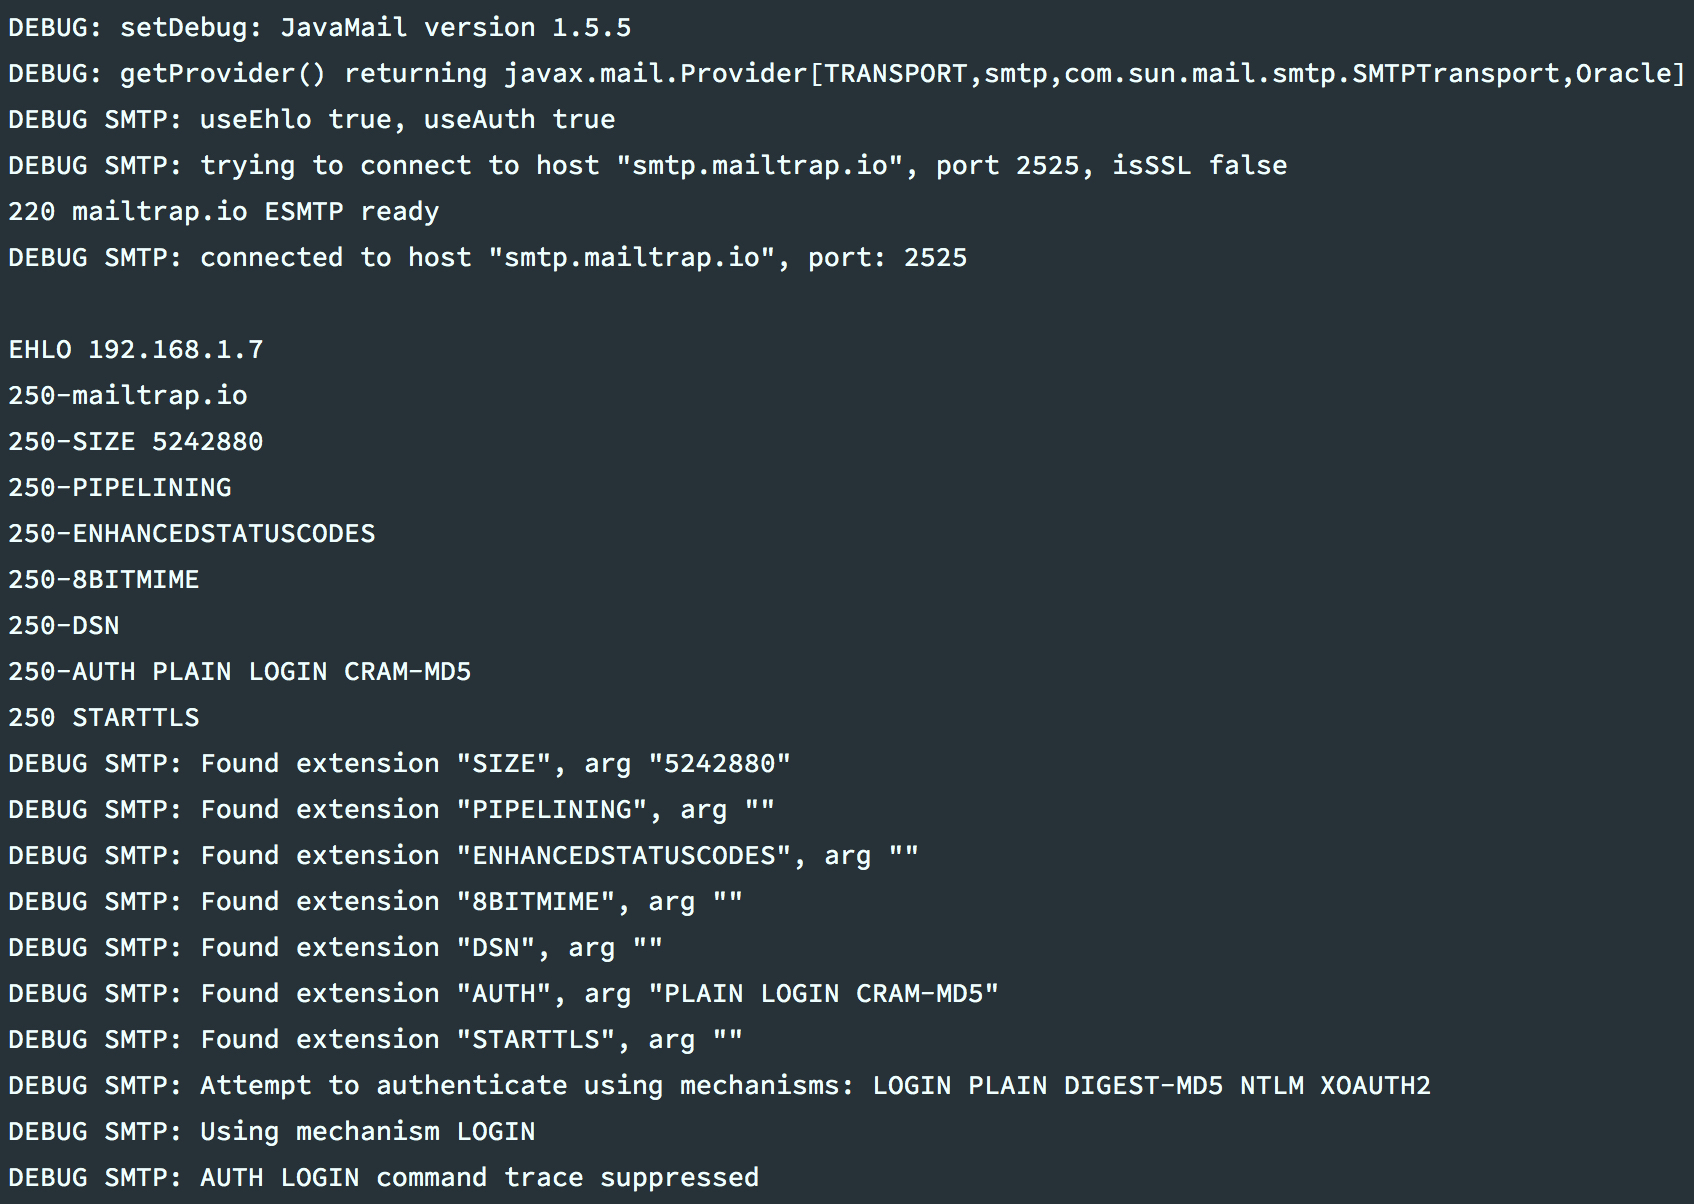 DEBUG: setDebug: JavaMail version 1.5.5
DEBUG: getProvider() returning javax.mail.Provider[TRANSPORT,smtp,com.sun.mail.smtp.SMTPTransport,Oracle]
DEBUG SMTP: useEhlo true, useAuth true
DEBUG SMTP: trying to connect to host "smtp.mailtrap.io", port 2525, isSSL false
220 mailtrap.io ESMTP ready
DEBUG SMTP: connected to host "smtp.mailtrap.io", port: 2525
EHLO 192.168.1.7
250-mailtrap.io
250-SIZE 5242880
250-PIPELINING
250-ENHANCEDSTATUSCODES
250-8BITMIME
250-DSN
250-AUTH PLAIN LOGIN CRAM-MD5
250 STARTTLS
DEBUG SMTP: Found extension "SIZE", arg "5242880"
DEBUG SMTP: Found extension "PIPELINING", arg ""
DEBUG SMTP: Found extension "ENHANCEDSTATUSCODES", arg ""
DEBUG SMTP: Found extension "8BITMIME", arg ""
DEBUG SMTP: Found extension "DSN", arg ""
DEBUG SMTP: Found extension "AUTH", arg "PLAIN LOGIN CRAM-MD5"
DEBUG SMTP: Found extension "STARTTLS", arg ""
DEBUG SMTP: Attempt to authenticate using mechanisms: LOGIN PLAIN DIGEST-MD5 NTLM XOAUTH2
DEBUG SMTP: Using mechanism LOGIN
DEBUG SMTP: AUTH LOGIN command trace suppressed